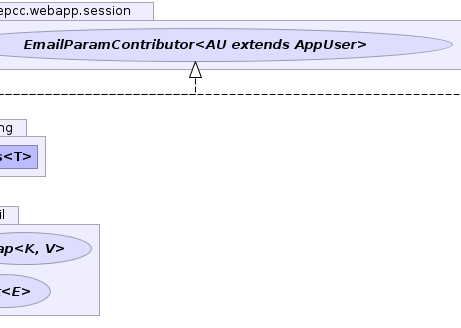 epcc.webapp.session
EmailParamContributor<AU extends AppUser>
ng
s<T>
il
ap<K, V>
<E>